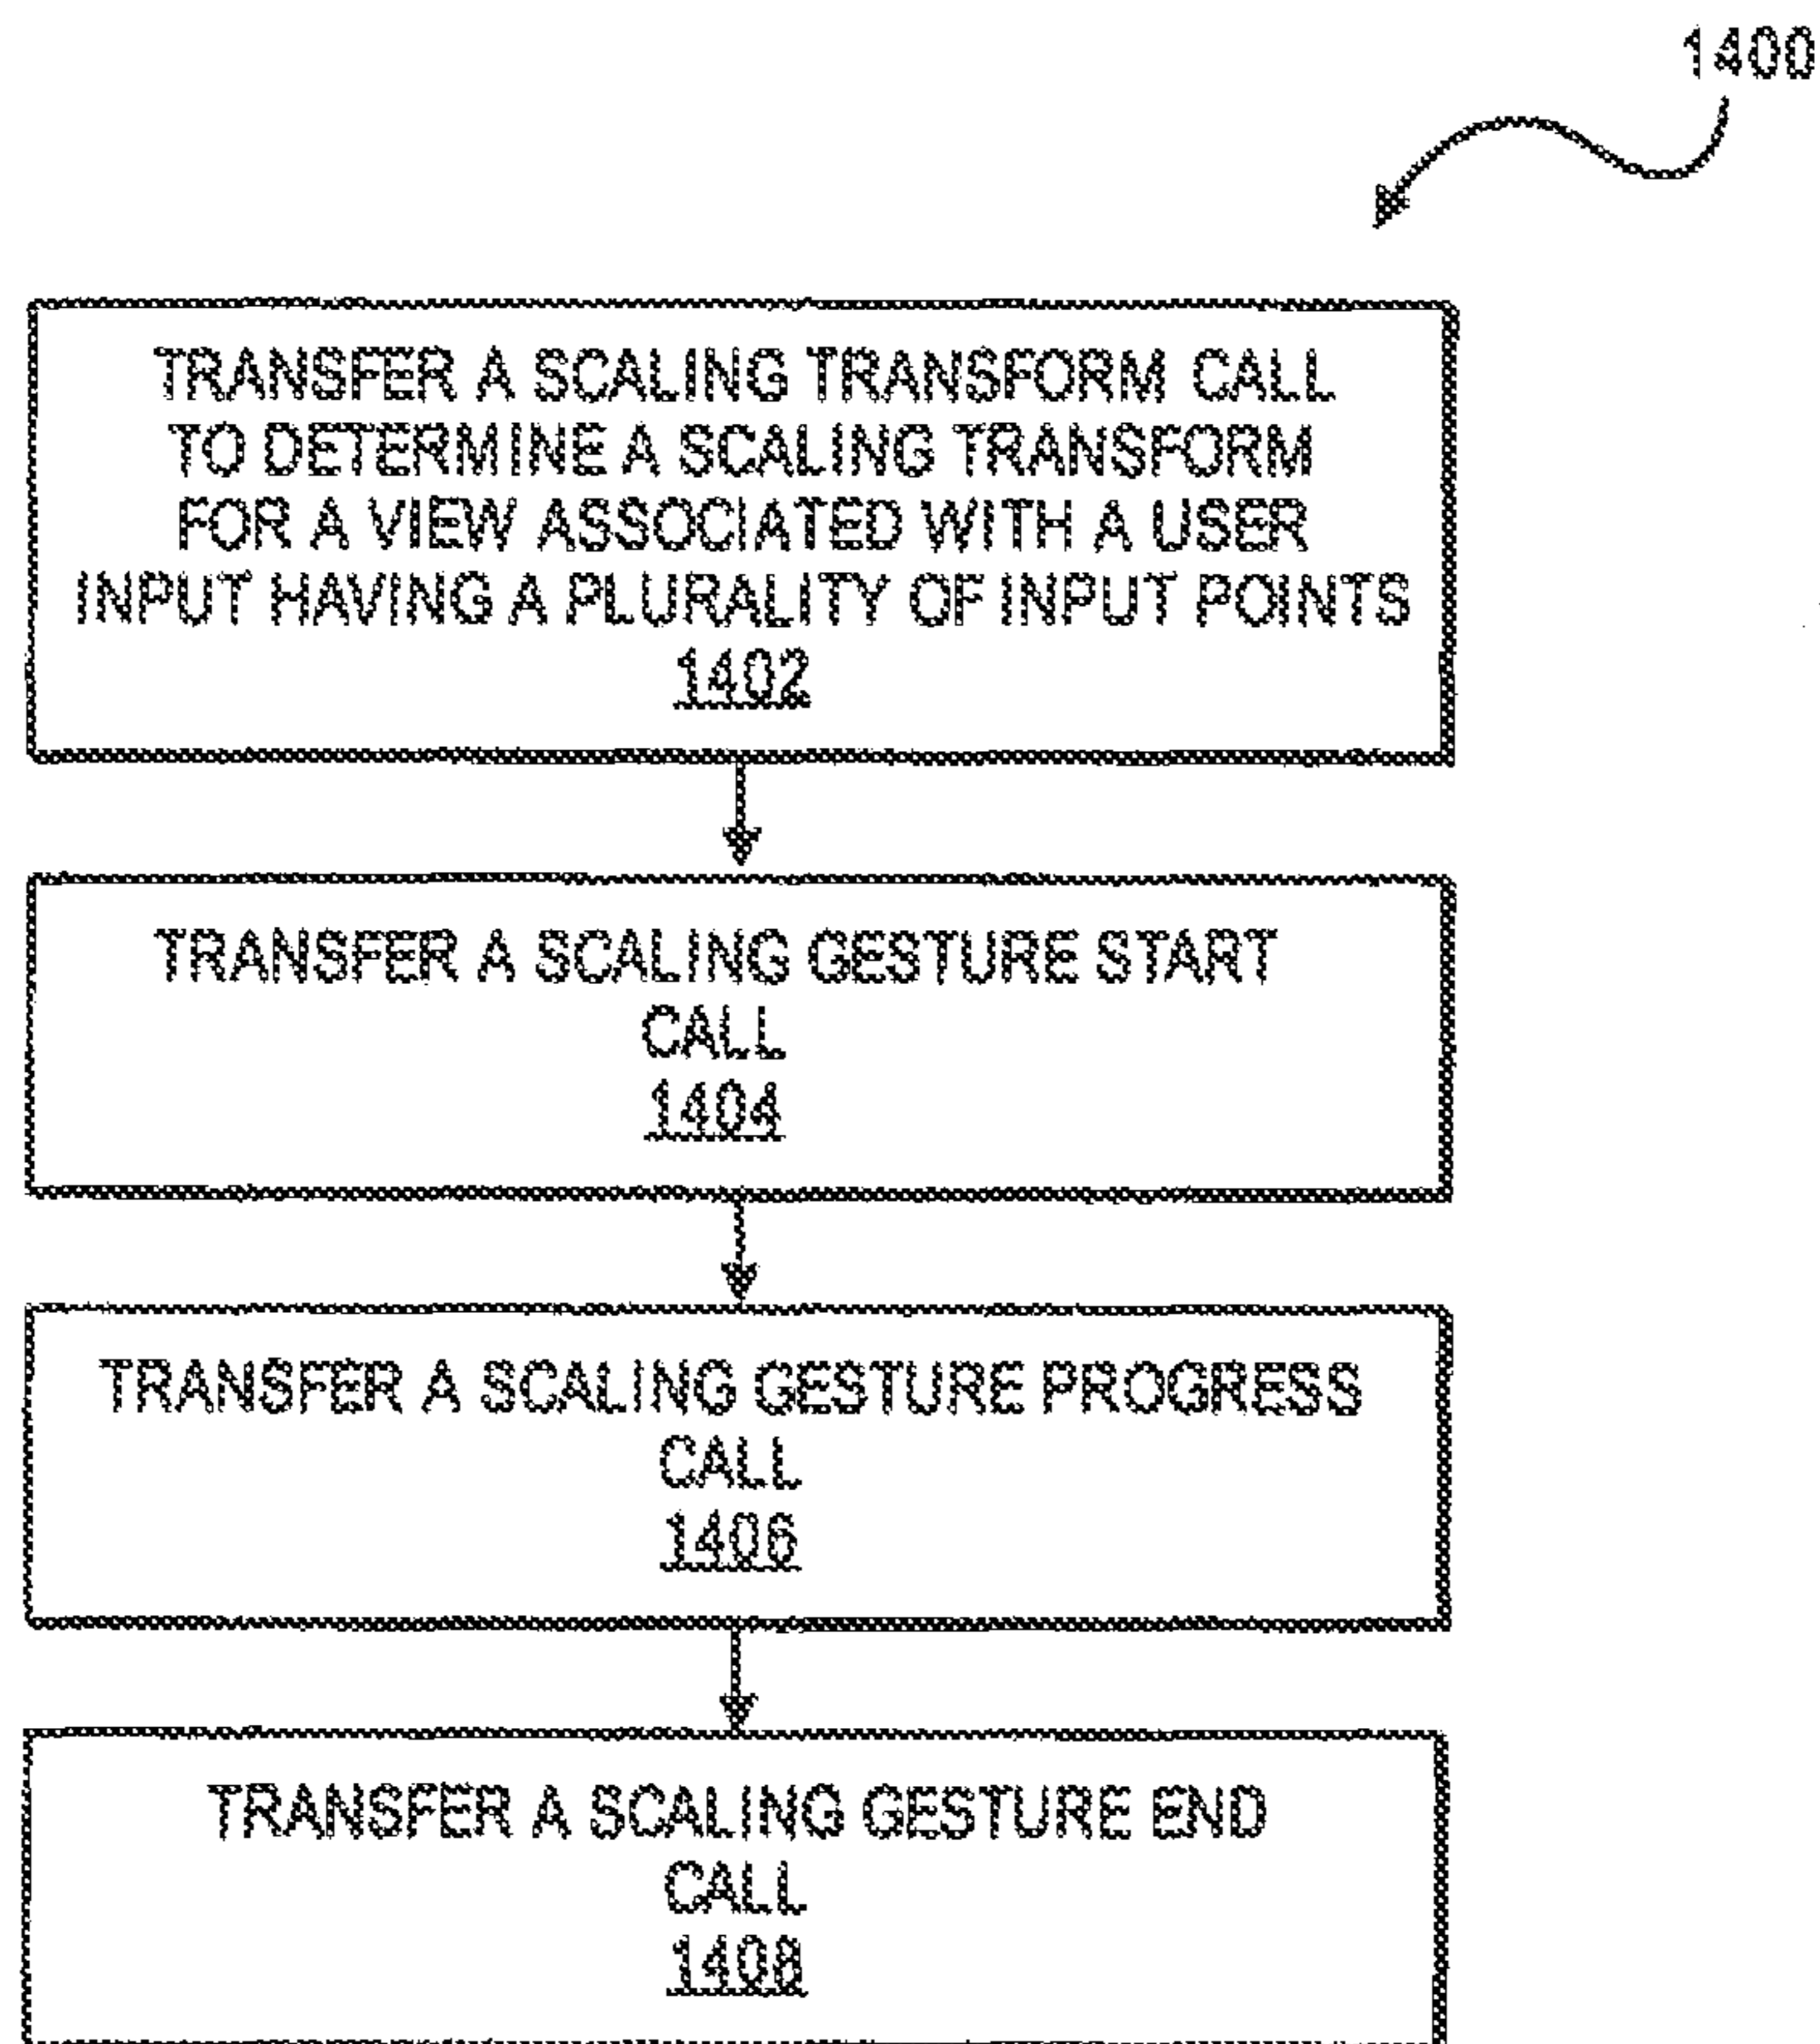 1400
TRANSFER A SCALING TRANSFORM CALL
TO DETERMINE A SCALING TRANSFORM
FOR A VIEW ASSOCIATED WITH A USER
INPUT HAVING A PLURALITY OF INPUT POINTS
1402
TRANSFER A SCALING GESTURE START
CALL
1404
TRANSFER A SCALING GESTURE PROGRESS
CALL
1406
TRANSFER A SCALING GESTURE END
CALL
1408